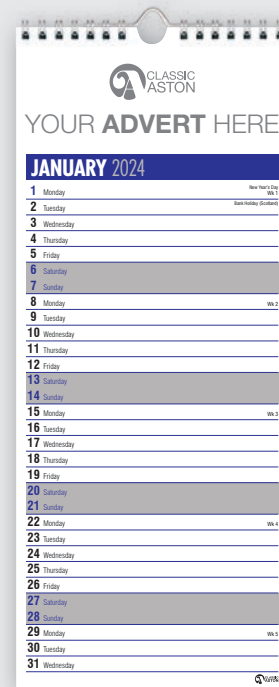 CLASSIC
ASTON
YOUR ADVERT HERE
JANUARY 2024
1 Monday New Year's Day
Wk 1
2 Tuesday Bank Holiday (Scotland)
3 Wednesday
4 Thursday
5 Friday
6 Saturday
7 Sunday
8 Monday Wk 2
9 Tuesday
10 Wednesday
11 Thursday
12 Friday
13 Saturday
14 Sunday
15 Monday Wk 3
16 Tuesday
17 Wednesday
18 Thursday
19 Friday
20 Saturday
21 Sunday
22 Monday Wk 4
23 Tuesday
24 Wednesday
25 Thursday
26 Friday
27 Saturday
28 Sunday
29 Monday Wk 5
30 Tuesday
31 Wednesday